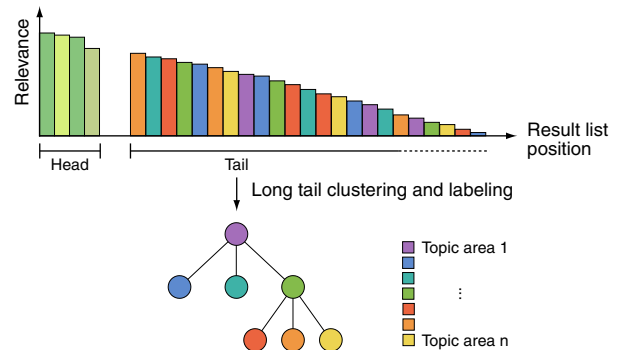 Relevance
Result list
position
Head
Tail
Long tail clustering and labeling
Topic area 1
⋮
Topic area n